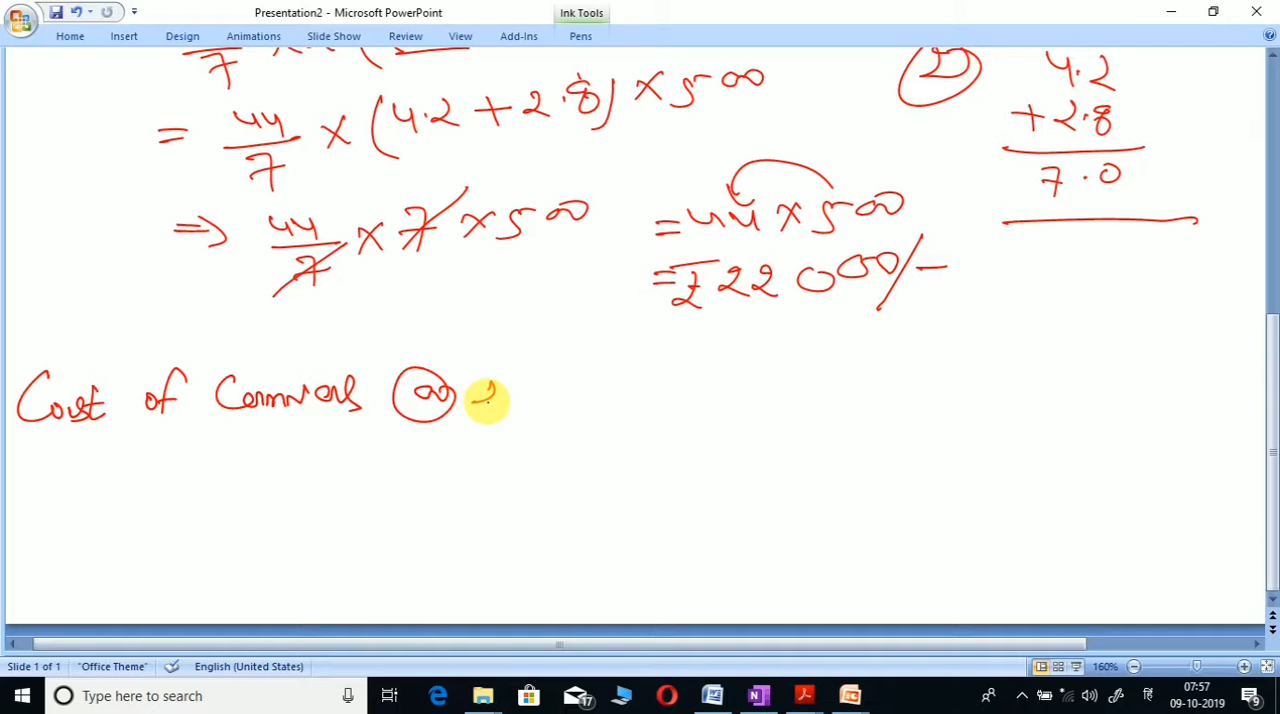 Presentation2 - Microsoft PowerPoint
Ink Tools
Home Insert Design Animations Slide Show Review View Add-Ins Pens
7
= 44/7 × (4.2 + 2.8) × 500
⇒ 44/7 × 7 × 500
= 44 × 500
= ₹ 22000/-
4.2
+ 2.8
7.0
Cost of
Slide 1 of 1 "Office Theme" English (United States) 160%
Type here to search
17
07:57
09-10-2019
9